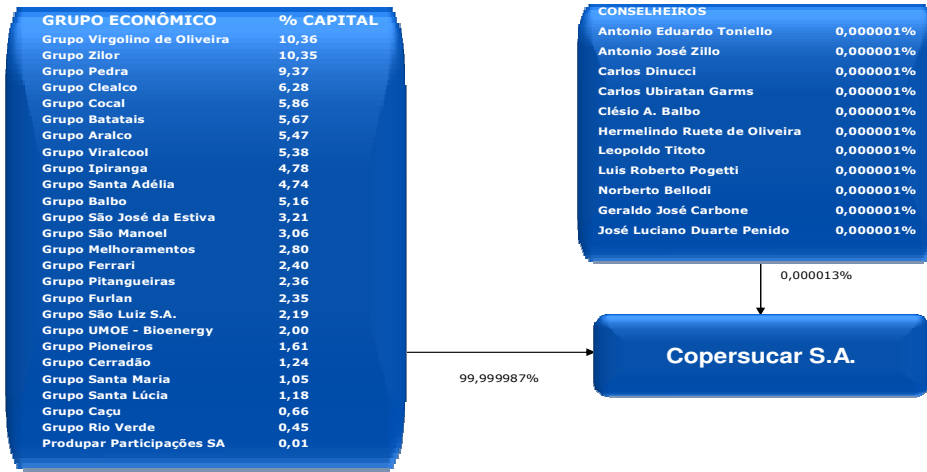 GRUPO ECONÔMICO % CAPITAL
Grupo Virgolino de Oliveira 10,36
Grupo Zilor 10,35
Grupo Pedra 9,37
Grupo Clealco 6,28
Grupo Cocal 5,86
Grupo Batatais 5,67
Grupo Aralco 5,47
Grupo Viralcool 5,38
Grupo Ipiranga 4,78
Grupo Santa Adélia 4,74
Grupo Balbo 5,16
Grupo São José da Estiva 3,21
Grupo São Manoel 3,06
Grupo Melhoramentos 2,80
Grupo Ferrari 2,40
Grupo Pitangueiras 2,36
Grupo Furlan 2,35
Grupo São Luiz S.A. 2,19
Grupo UMOE - Bioenergy 2,00
Grupo Pioneiros 1,61
Grupo Cerradão 1,24
Grupo Santa Maria 1,05
Grupo Santa Lúcia 1,18
Grupo Caçu 0,66
Grupo Rio Verde 0,45
Produpar Participações SA 0,01
99,999987%
CONSELHEIROS
Antonio Eduardo Toniello 0,000001%
Antonio José Zillo 0,000001%
Carlos Dinucci 0,000001%
Carlos Ubiratan Garms 0,000001%
Clésio A. Balbo 0,000001%
Hermelindo Ruete de Oliveira 0,000001%
Leopoldo Titoto 0,000001%
Luis Roberto Pogetti 0,000001%
Norberto Bellodi 0,000001%
Geraldo José Carbone 0,000001%
José Luciano Duarte Penido 0,000001%
0,000013%
Copersucar S.A.